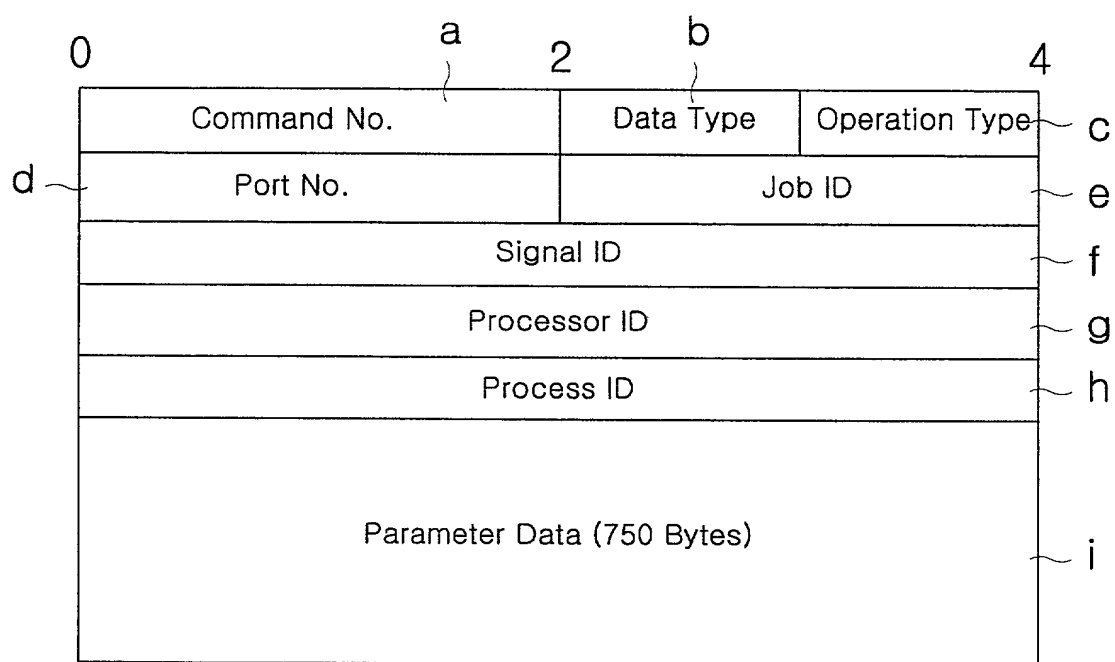 0 a 2 b 4
Command No. Data Type Operation Type c
d Port No. Job ID e
Signal ID f
Processor ID g
Process ID h
Parameter Data (750 Bytes) i